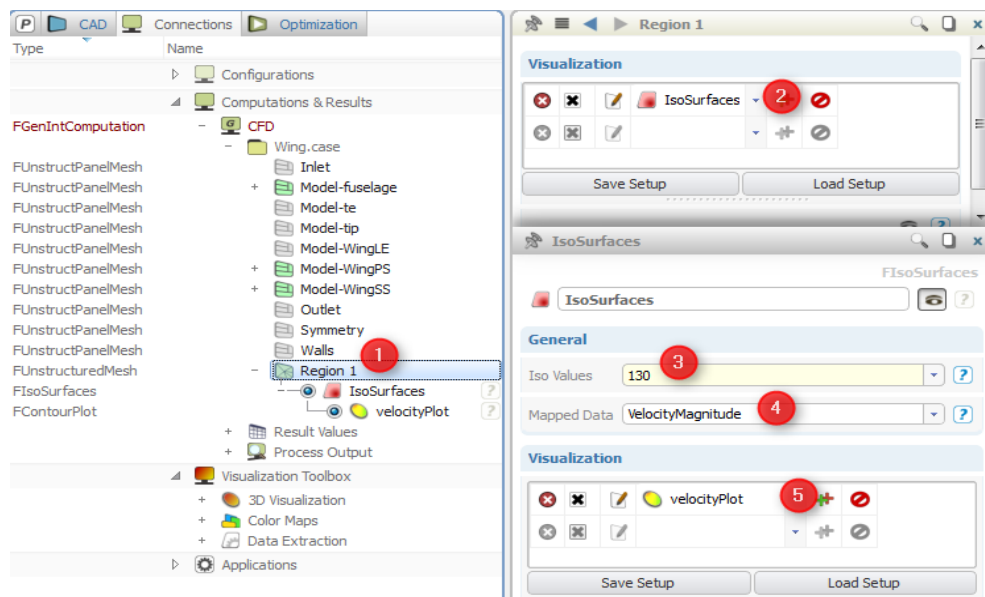 P CAD Connections Optimization
Type Name
Configurations
Computations & Results
FGenIntComputation - G CFD
- Wing.case
FUnstructPanelMesh Inlet
FUnstructPanelMesh + Model-fuselage
FUnstructPanelMesh Model-te
FUnstructPanelMesh Model-tip
FUnstructPanelMesh Model-WingLE
FUnstructPanelMesh + Model-WingPS
FUnstructPanelMesh + Model-WingSS
FUnstructPanelMesh Outlet
FUnstructPanelMesh Symmetry
FUnstructPanelMesh Walls
1
FUnstructuredMesh - Region 1
FIsoSurfaces IsoSurfaces ?
FContourPlot velocityPlot ?
+ Result Values
+ Process Output
Visualization Toolbox
+ 3D Visualization
+ Color Maps
+ Data Extraction
Applications
Region 1
Visualization
IsoSurfaces 2
Save Setup Load Setup
?
IsoSurfaces
FIsoSurfaces
IsoSurfaces ?
General
3
Iso Values 130 ?
Mapped Data VelocityMagnitude 4 ?
Visualization
velocityPlot 5
Save Setup Load Setup